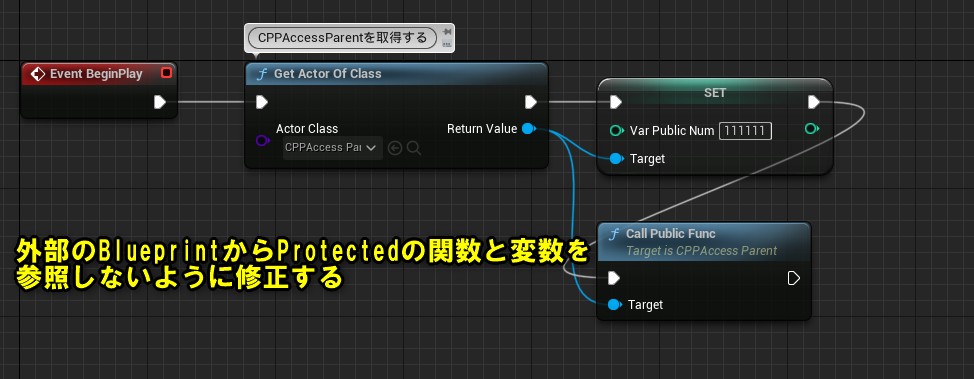 CPPAccessParentを取得する
Event BeginPlay
Get Actor Of Class
Actor Class
CPPAccess Par
Return Value
SET
Var Public Num
111111
Target
外部のBlueprintからProtectedの関数と変数を
参照しないように修正する
Call Public Func
Target is CPPAccess Parent
Target